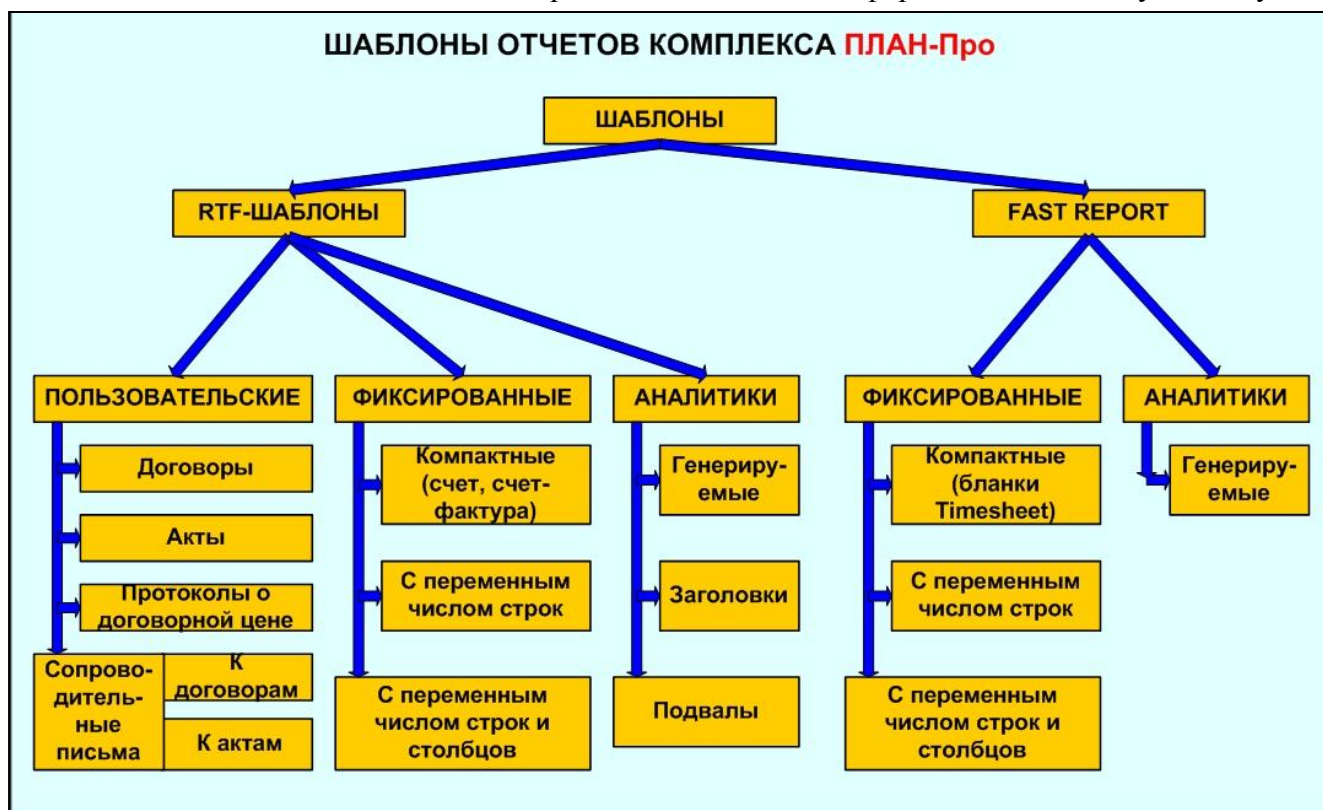 ШАБЛОНЫ ОТЧЕТОВ КОМПЛЕКСА ПЛАН-Про
ШАБЛОНЫ
RTF-ШАБЛОНЫ
FAST REPORT
ПОЛЬЗОВАТЕЛЬСКИЕ
ФИКСИРОВАННЫЕ
АНАЛИТИКИ
ФИКСИРОВАННЫЕ
АНАЛИТИКИ
Договоры
Акты
Протоколы о
договорной цене
Сопрово-
дитель-
ные
письма
К
договорам
К актам
Компактные
(счет, счет-
фактура)
С переменным
числом строк
С переменным
числом строк и
столбцов
Генериру-
емые
Заголовки
Подвалы
Компактные
(бланки
Timesheet)
С переменным
числом строк
С переменным
числом строк и
столбцов
Генериру-
емые